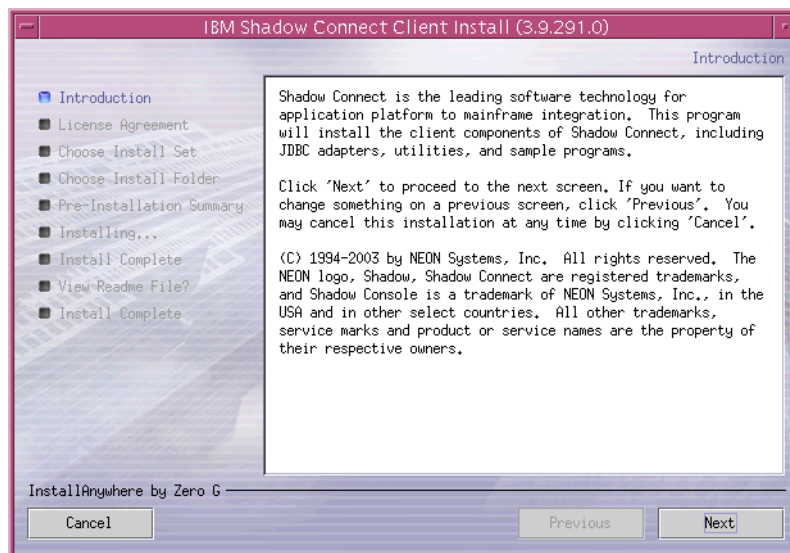 IBM Shadow Connect Client Install (3.9.291.0)
Introduction
Introduction
License Agreement
Choose Install Set
Choose Install Folder
Pre-Installation Summary
Installing...
Install Complete
View Readme File?
Install Complete
Shadow Connect is the leading software technology for
application platform to mainframe integration.  This program
will install the client components of Shadow Connect, including
JDBC adapters, utilities, and sample programs.
Click 'Next' to proceed to the next screen. If you want to
change something on a previous screen, click 'Previous'.  You
may cancel this installation at any time by clicking 'Cancel'.
(C) 1994-2003 by NEON Systems, Inc.  All rights reserved.  The
NEON logo, Shadow, Shadow Connect are registered trademarks,
and Shadow Console is a trademark of NEON Systems, Inc., in the
USA and in other select countries.  All other trademarks,
service marks and product or service names are the property of
their respective owners.
InstallAnywhere by Zero G
Cancel
Previous
Next